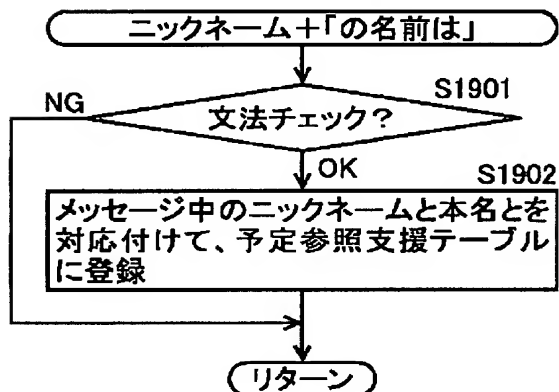 ニックネーム＋「の名前は」
S1901
NG
文法チェック？
OK
S1902
メッセージ中のニックネームと本名とを
対応付けて、予定参照支援テーブル
に登録
リターン